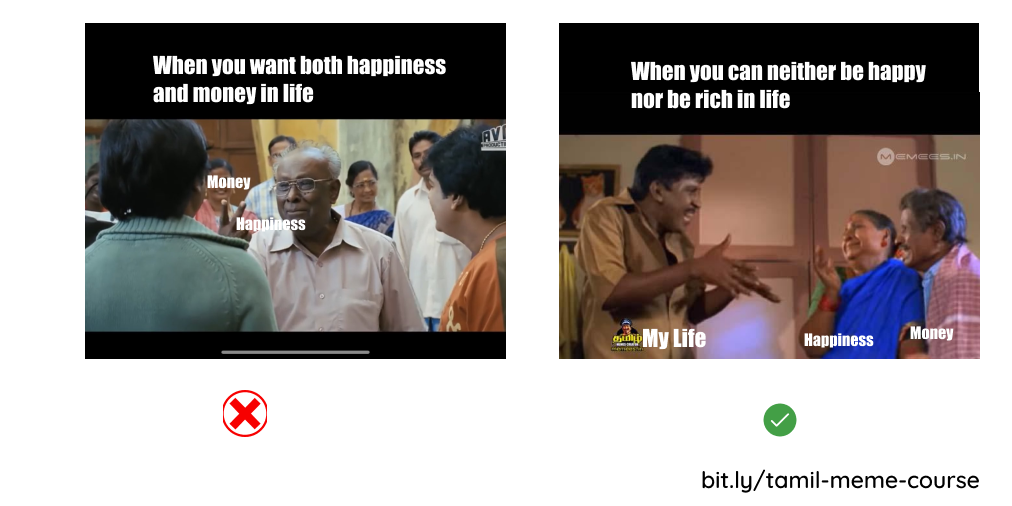 When you want both happiness
and money in life
Money
Happiness
When you can neither be happy
nor be rich in life
MEMEES.IN
தமிழ்
My Life
Happiness
Money
bit.ly/tamil-meme-course